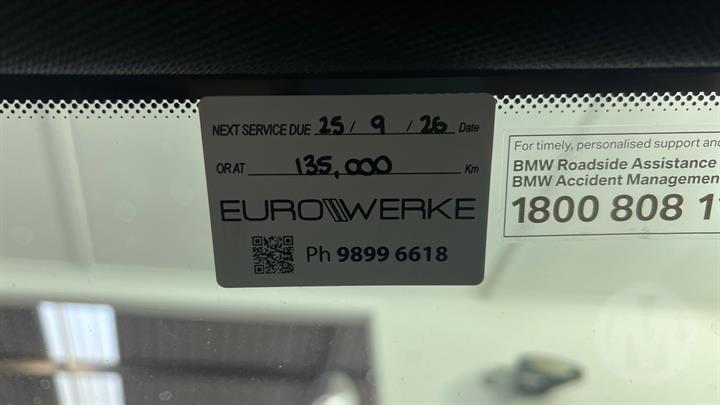 NEXT SERVICE DUE 25/9/26 Date
OR AT 135,000 Km
EUROWERKE
Ph 9899 6618
For timely, personalised support and
BMW Roadside Assistance
BMW Accident Managemen
1800 808 1